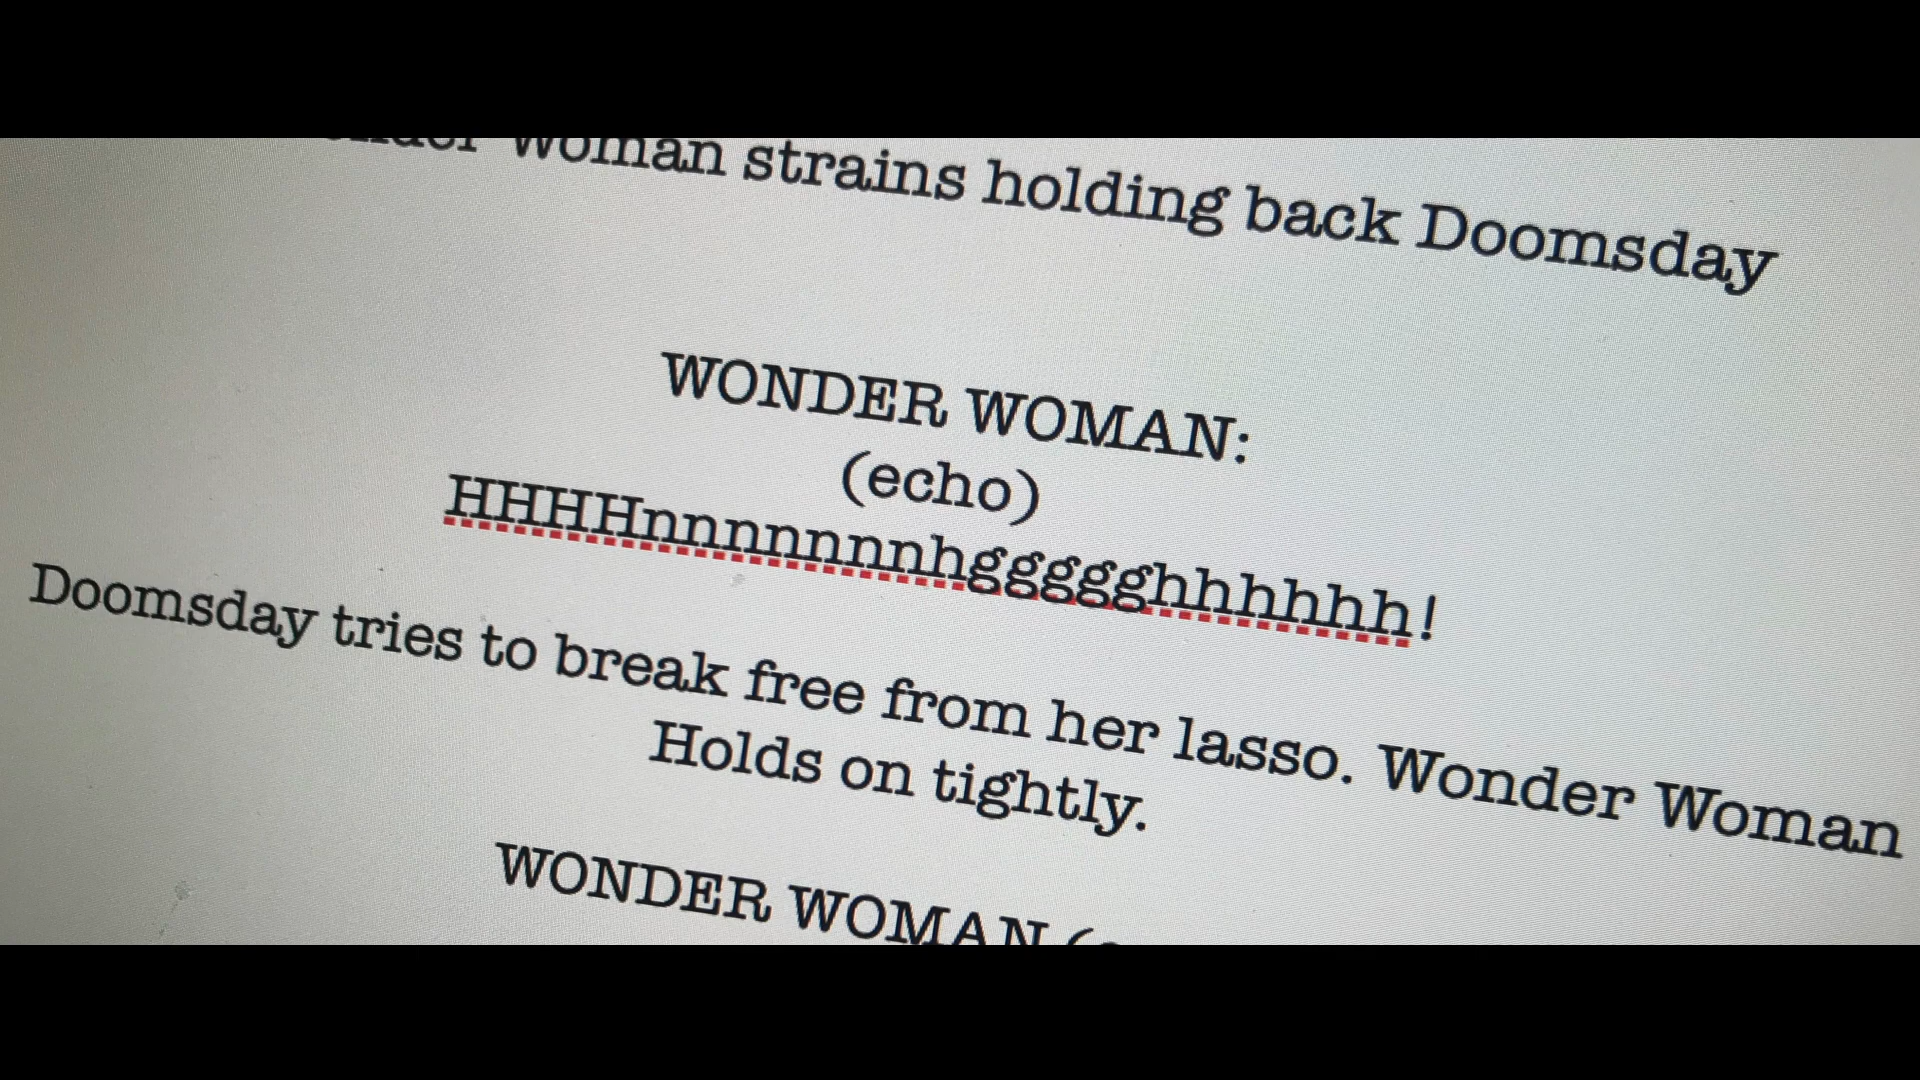 Woman strains holding back Doomsday
WONDER WOMAN:
(echo)
HHHHnnnnnnnhggggghhhhhh!
Doomsday tries to break free from her lasso. Wonder Woman
Holds on tightly.
WONDER WOMAN